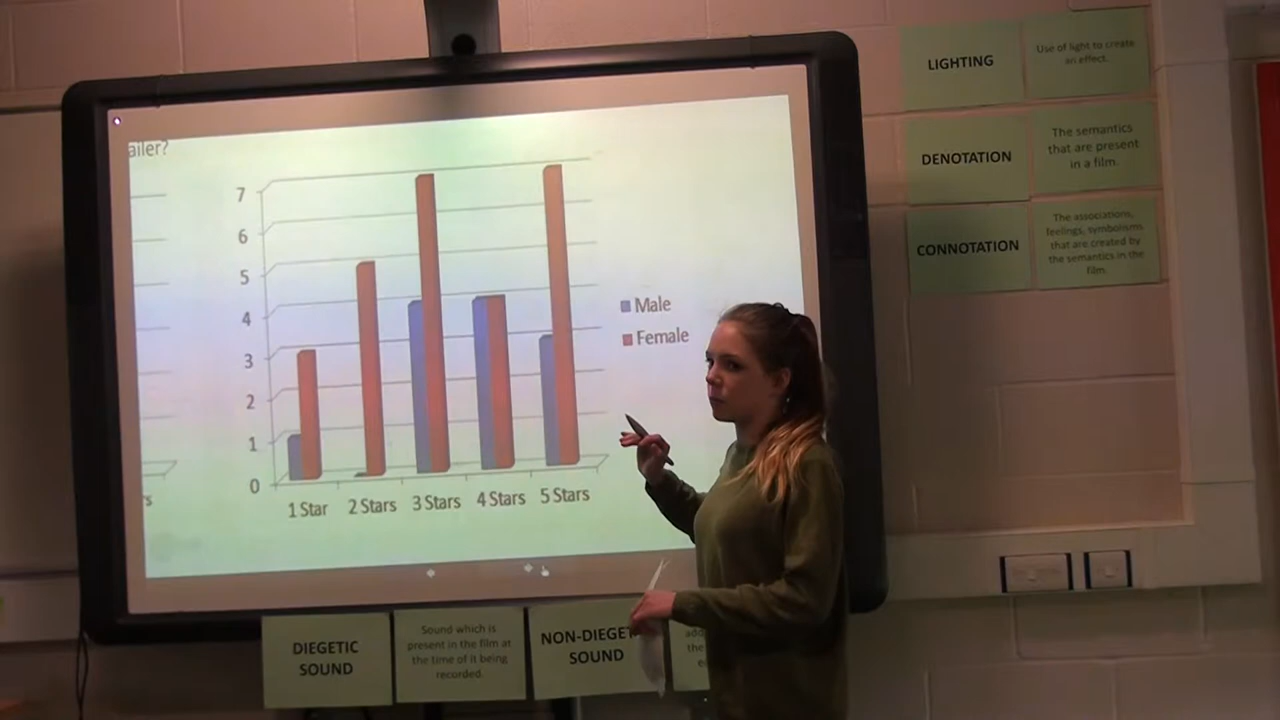 ailer?
7
6
5
4
3
2
1
0
1 Star
2 Stars
3 Stars
4 Stars
5 Stars
Male
Female
s
LIGHTING
Use of light to create
an effect.
DENOTATION
The semantics
that are present
in a film.
CONNOTATION
The associations,
feelings, symbolisms
that are created by
the semantics in the
film.
DIEGETIC
SOUND
Sound which is
present in the film at
the time of it being
recorded.
NON-DIEGET
SOUND
add
the